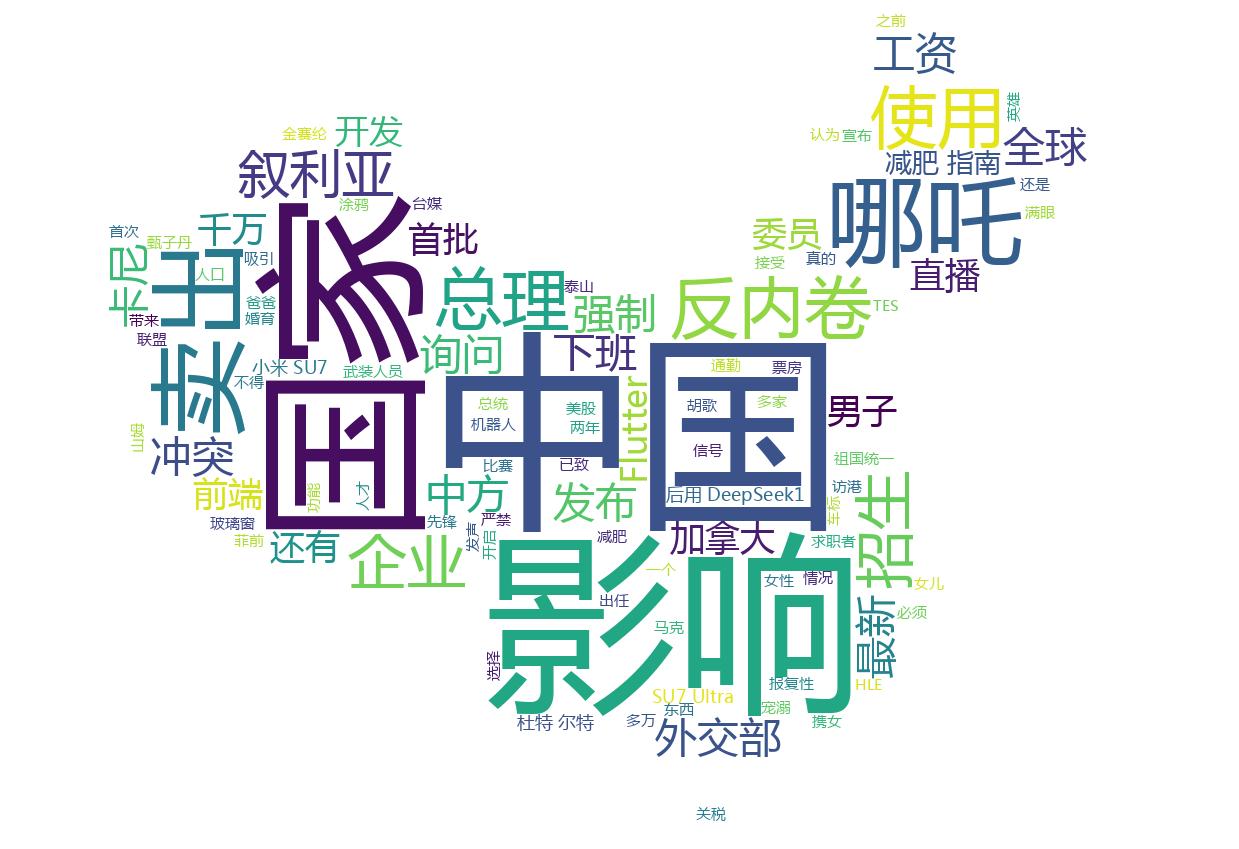 之前
工资
使用
英雄
认为
宣布
全球
减肥 指南
哪吒
还是
满眼
委员
真的
接受
直播
反内卷
TES
金赛纶
开发
叙利亚
涂鸦
台媒
首次
甄子丹
千万
吸引
首批
卡尼
出
人口
爸爸
婚育
国家
总理
泰山
强制
带来
联盟
卖
不得
小米 SU7
武装人员
询问
下班
山姆
冲突
总统
机器人
中国
美股
两年
Flutter
通勤
票房
胡歌
多家
信号
男子
祖国统一
前端
功能
人才
中方
比赛
已致
后用 DeepSeek1
访港
车标
招生
玻璃窗
菲前
还有
先锋
严禁
发声
开启
发布
减肥
加拿大
求职者
企业
影响
一个
女性
情况
女儿
出任
必须
马克
最新
选择
报复性
HLE
SU7 Ultra
东西
宠溺
杜特 尔特
多万
携女
外交部
关税